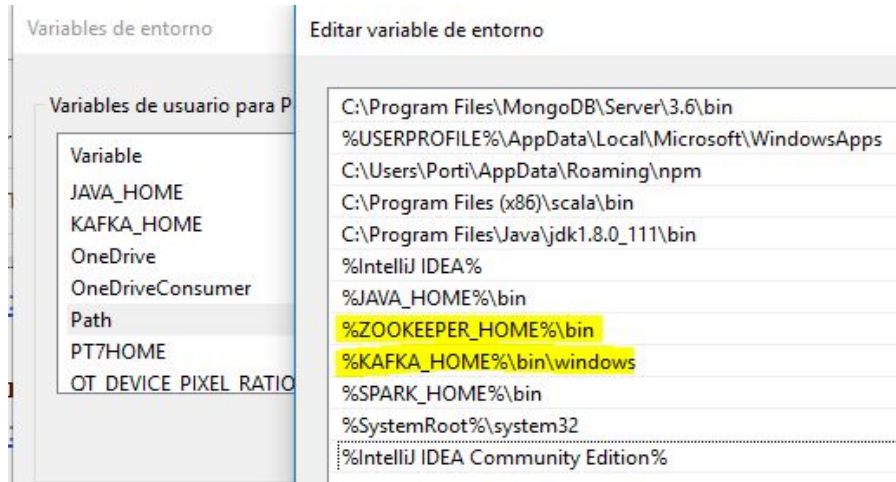 Variables de entorno
Variables de usuario para P
Variable
JAVA_HOME
KAFKA_HOME
OneDrive
OneDriveConsumer
Path
PT7HOME
QT_DEVICE_PIXEL_RATIO
Editar variable de entorno
C:\Program Files\MongoDB\Server\3.6\bin
%USERPROFILE%\AppData\Local\Microsoft\WindowsApps
C:\Users\Porti\AppData\Roaming\npm
C:\Program Files (x86)\scala\bin
C:\Program Files\Java\jdk1.8.0_111\bin
%IntelliJ IDEA%
%JAVA_HOME%\bin
%ZOOKEEPER_HOME%\bin
%KAFKA_HOME%\bin\windows
%SPARK_HOME%\bin
%SystemRoot%\system32
%IntelliJ IDEA Community Edition%